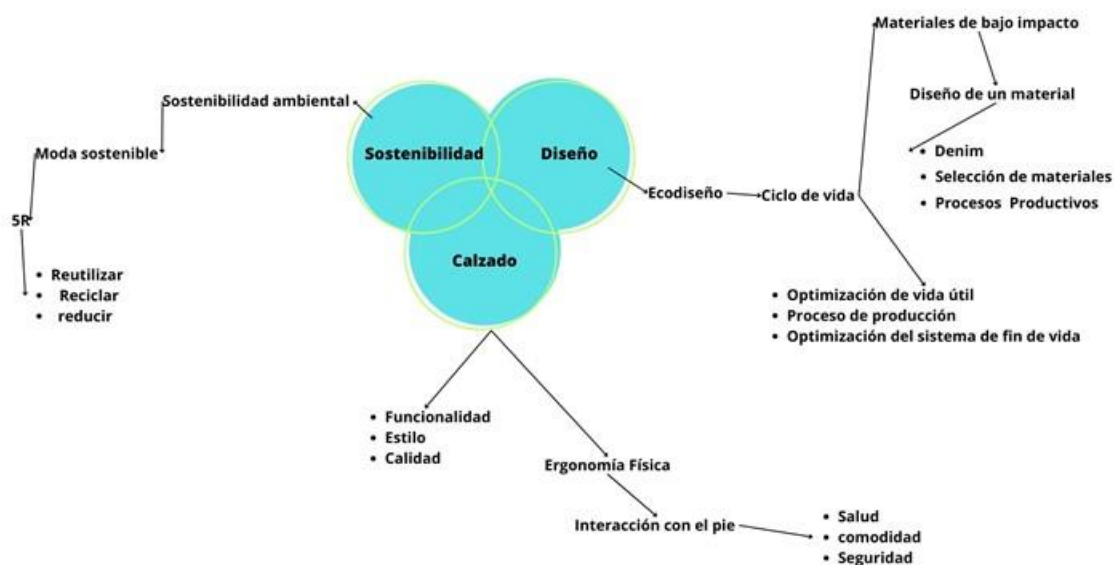 Materiales de bajo impacto
Sostenibilidad ambiental
Diseño de un material
Moda sostenible
Sostenibilidad
Diseño
• Denim
• Selección de materiales
• Procesos Productivos
Ecodiseño
Ciclo de vida
5R
Calzado
• Reutilizar
• Reciclar
• reducir
• Optimización de vida útil
• Proceso de producción
• Optimización del sistema de fin de vida
• Funcionalidad
• Estilo
• Calidad
Ergonomía Física
Interacción con el pie
• Salud
• comodidad
• Seguridad